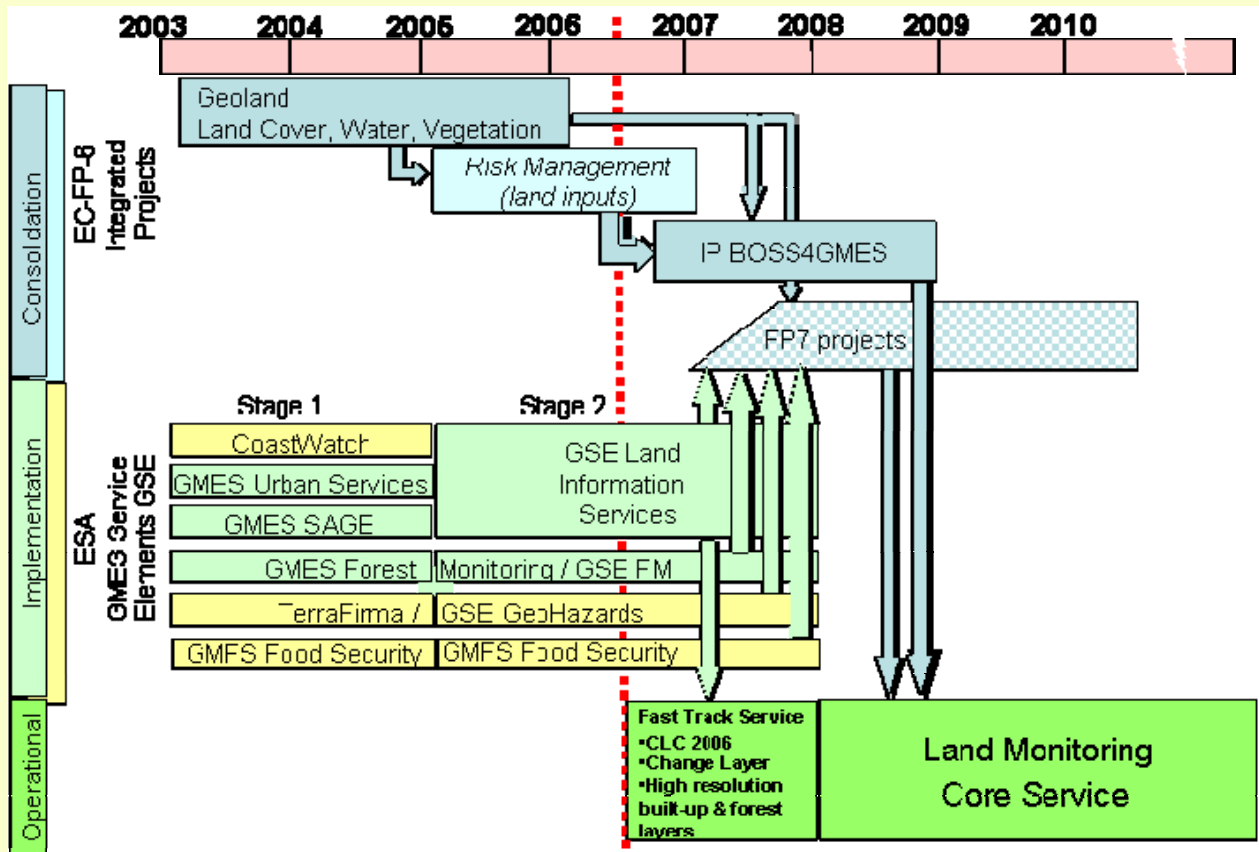 2003 2004 2005 2006 2007 2008 2009 2010
Consolidation
EC-FP-6
Integrated
Projects
Geoland
Land Cover, Water, Vegetation
Risk Management
(land inputs)
IP BOSS4GMES
FP7 projects
Implementation
ESA
GMES Service
Elements GSE
Stage 1
Stage 2
CoastWatch
GMES Urban Services
GMES SAGE
GSE Land
Information
Services
GMES Forest Monitoring / GSE FM
TerraFirma / GSE GeoHazards
GMFS Food Security
GMFS Food Security
Operational
Fast Track Service
•CLC 2006
•Change Layer
•High resolution
built-up & forest
layers
Land Monitoring
Core Service